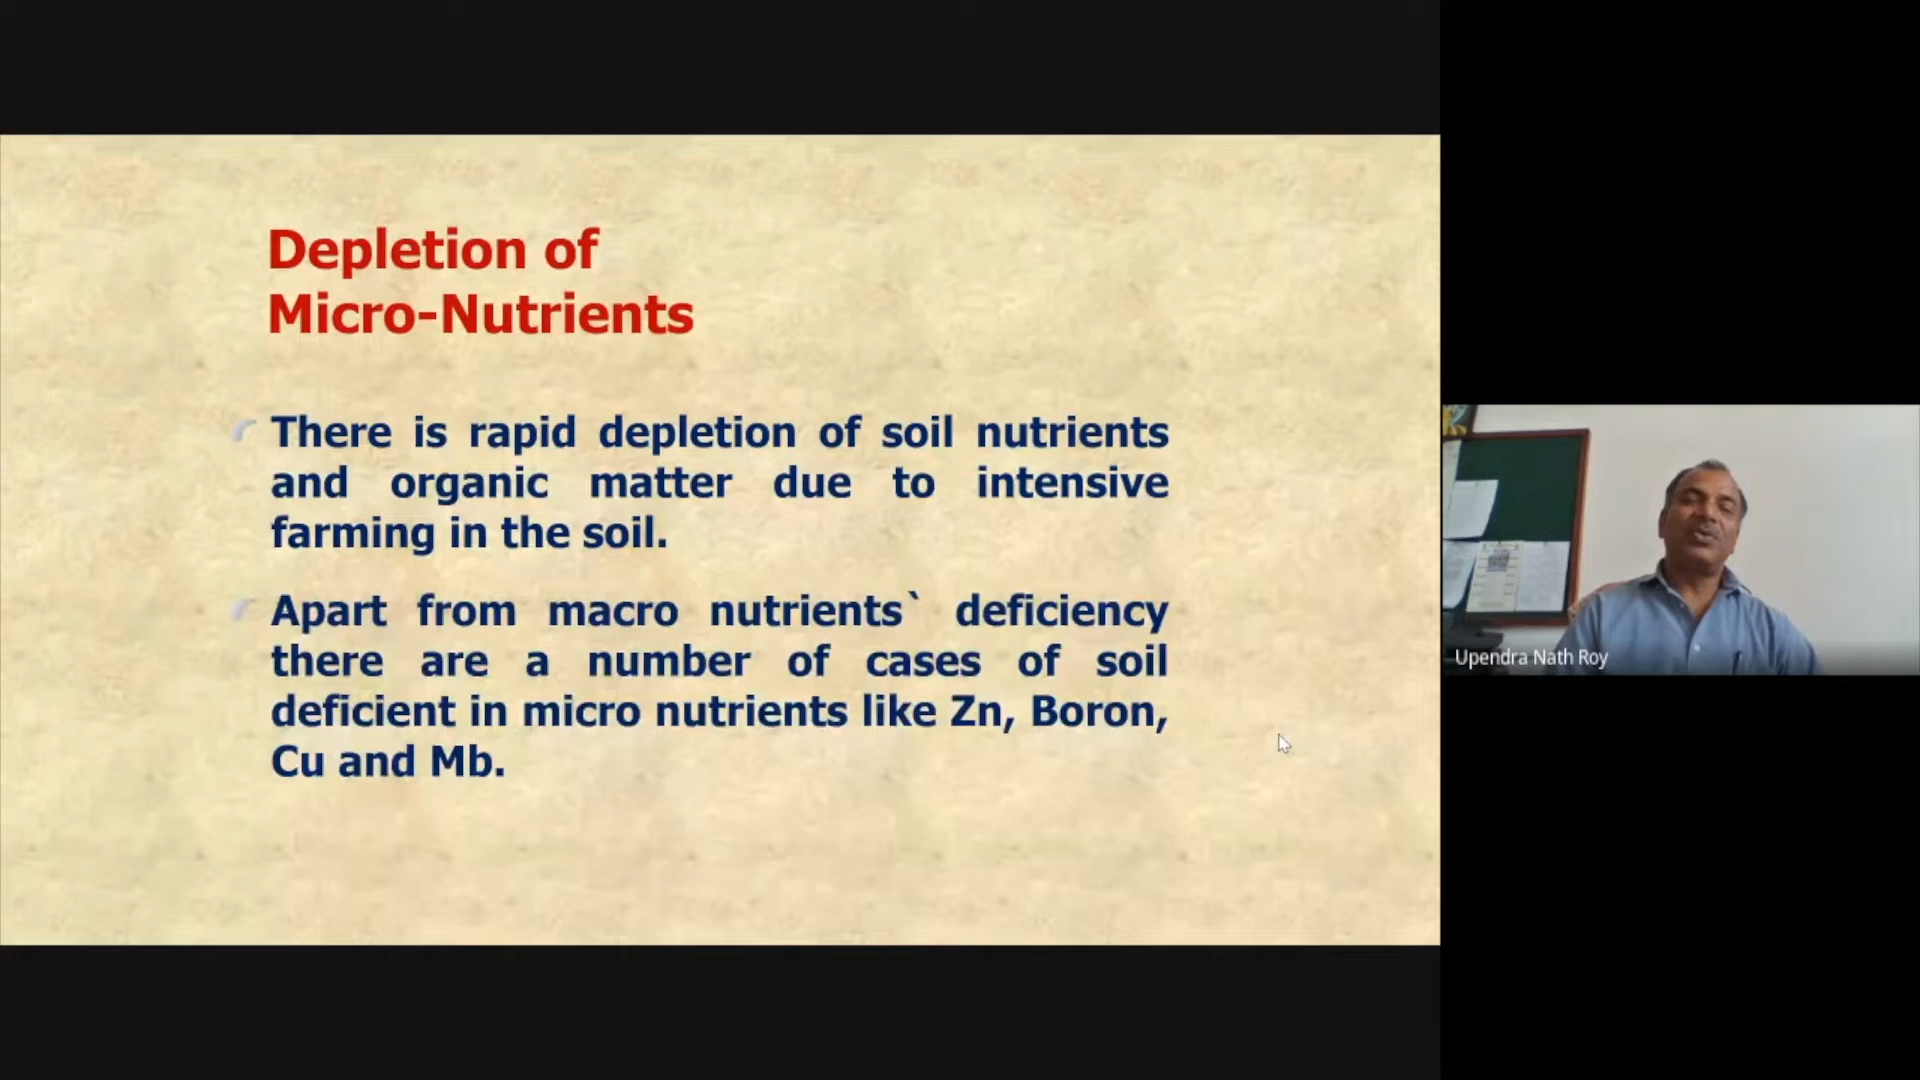 Depletion of
Micro-Nutrients
There is rapid depletion of soil nutrients
and organic matter due to intensive
farming in the soil.
Apart from macro nutrients` deficiency
there are a number of cases of soil
deficient in micro nutrients like Zn, Boron,
Cu and Mb.
Upendra Nath Roy